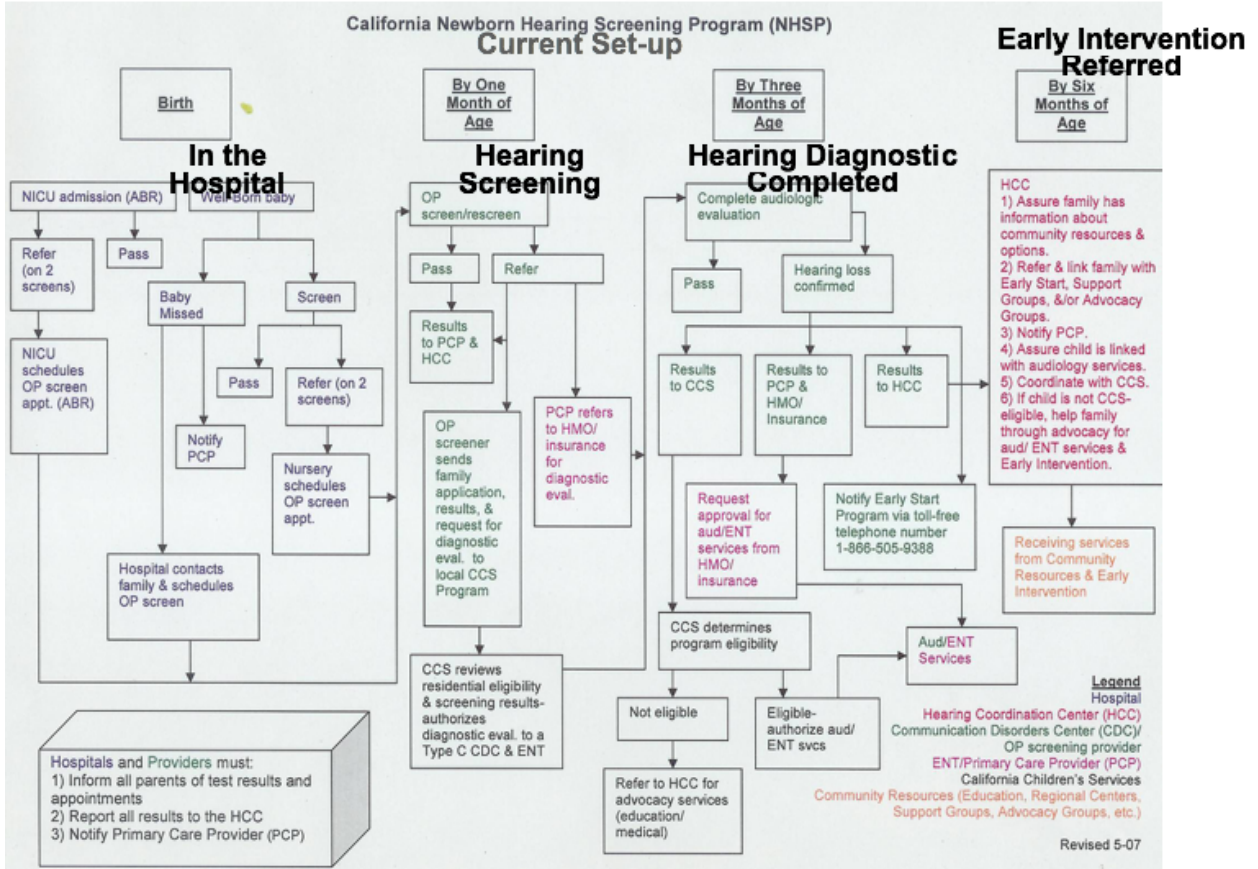 California Newborn Hearing Screening Program (NHSP)
Current Set-up
Early Intervention
Referred
Birth
By One
Month of
Age
By Three
Months of
Age
By Six
Months of
Age
In the
Hospital
Hearing
Screening
Hearing Diagnostic
Completed
NICU admission (ABR)
Well-Born baby
Refer
(on 2
screens)
Pass
Baby
Missed
Screen
NICU
schedules
OP screen
appt. (ABR)
Pass
Refer (on 2
screens)
Notify
PCP
Nursery
schedules
OP screen
appt.
Hospital contacts
family & schedules
OP screen
Hospitals and Providers must:
1) Inform all parents of test results and
appointments
2) Report all results to the HCC
3) Notify Primary Care Provider (PCP)
OP
screen/rescreen
Pass
Refer
Results
to PCP &
HCC
OP
screener
sends
family
application,
results, &
request for
diagnostic
eval. to
local CCS
Program
PCP refers
to HMO/
insurance
for
diagnostic
eval.
CCS reviews
residential eligibility
& screening results-
authorizes
diagnostic eval. to a
Type C CDC & ENT
Complete audiologic
evaluation
Pass
Hearing loss
confirmed
Results
to CCS
Results to
PCP &
HMO/
Insurance
Results
to HCC
Request
approval for
aud/ENT
services from
HMO/
insurance
Notify Early Start
Program via toll-free
telephone number
1-866-505-9388
CCS determines
program eligibility
Aud/ENT
Services
Not eligible
Eligible-
authorize aud/
ENT svcs
Refer to HCC for
advocacy services
(education/
medical)
HCC
1) Assure family has
information about
community resources &
options.
2) Refer & link family with
Early Start, Support
Groups, &/or Advocacy
Groups.
3) Notify PCP.
4) Assure child is linked
with audiology services.
5) Coordinate with CCS.
6) If child is not CCS-
eligible, help family
through advocacy for
aud/ ENT services &
Early Intervention.
Receiving services
from Community
Resources & Early
Intervention
Legend
Hospital
Hearing Coordination Center (HCC)
Communication Disorders Center (CDC)/
OP screening provider
ENT/Primary Care Provider (PCP)
California Children's Services
Community Resources (Education, Regional Centers,
Support Groups, Advocacy Groups, etc.)
Revised 5-07